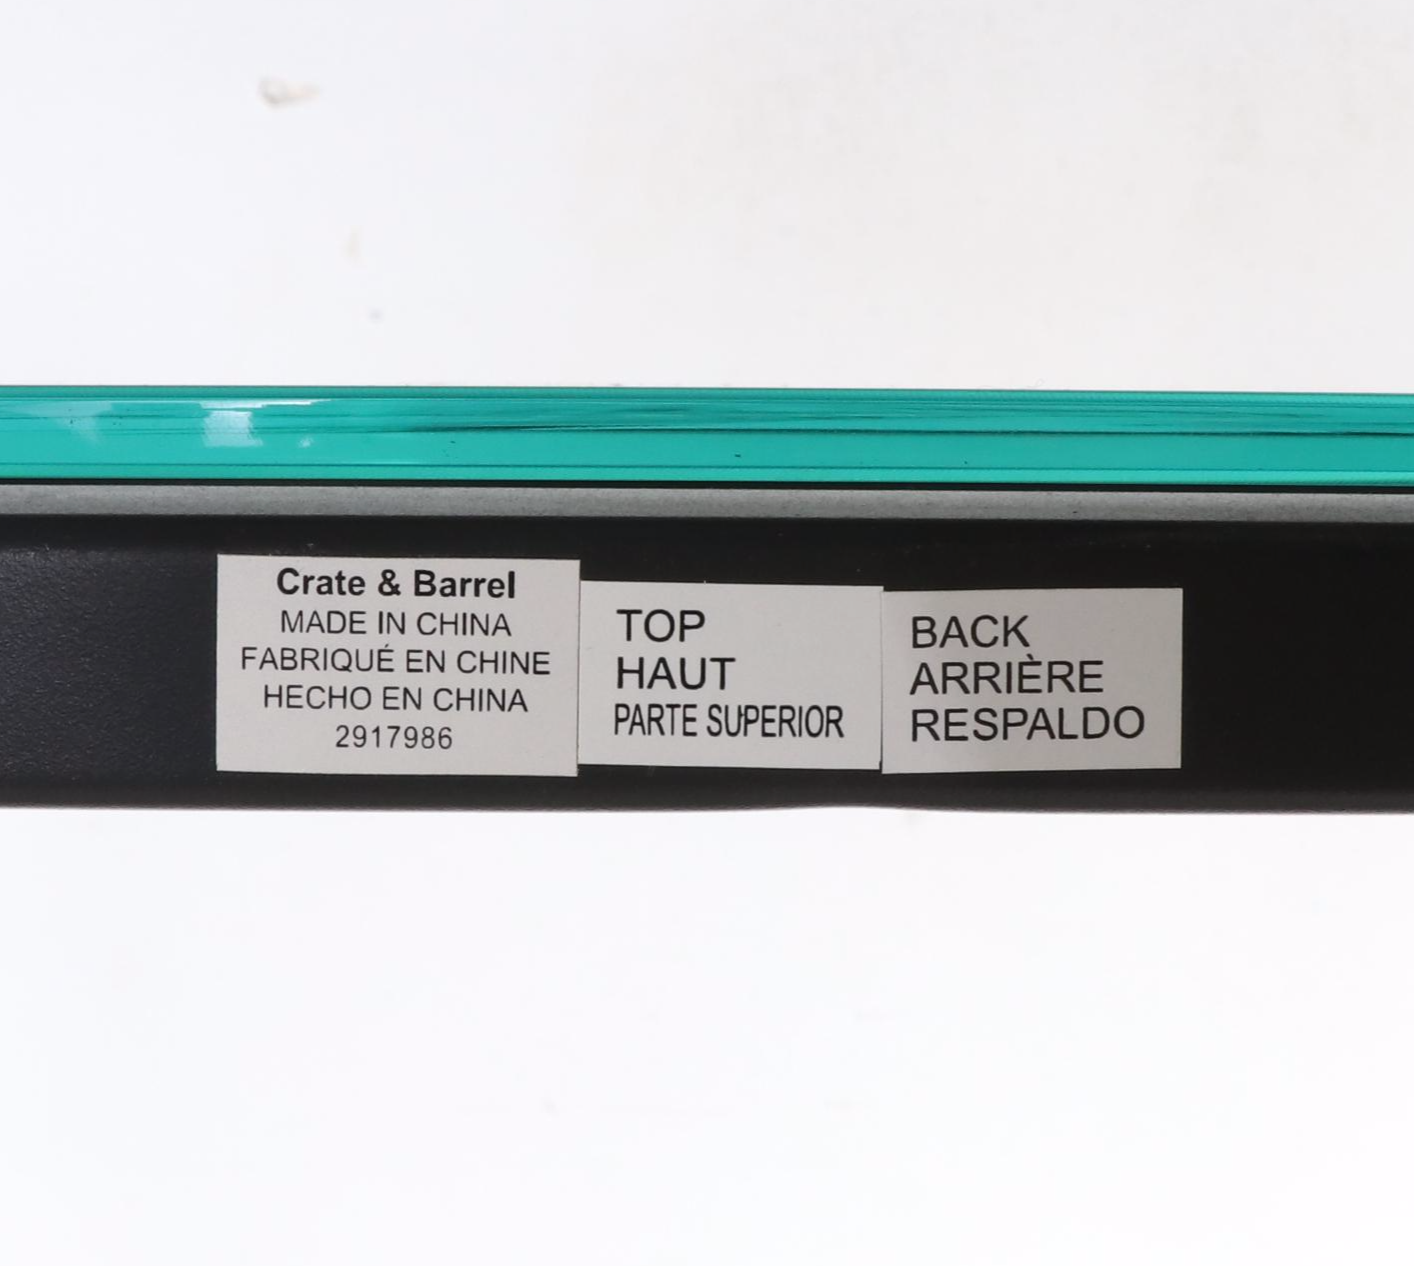 Crate & Barrel
MADE IN CHINA
FABRIQUÉ EN CHINE
HECHO EN CHINA
2917986
TOP
HAUT
PARTE SUPERIOR
BACK
ARRIÈRE
RESPALDO